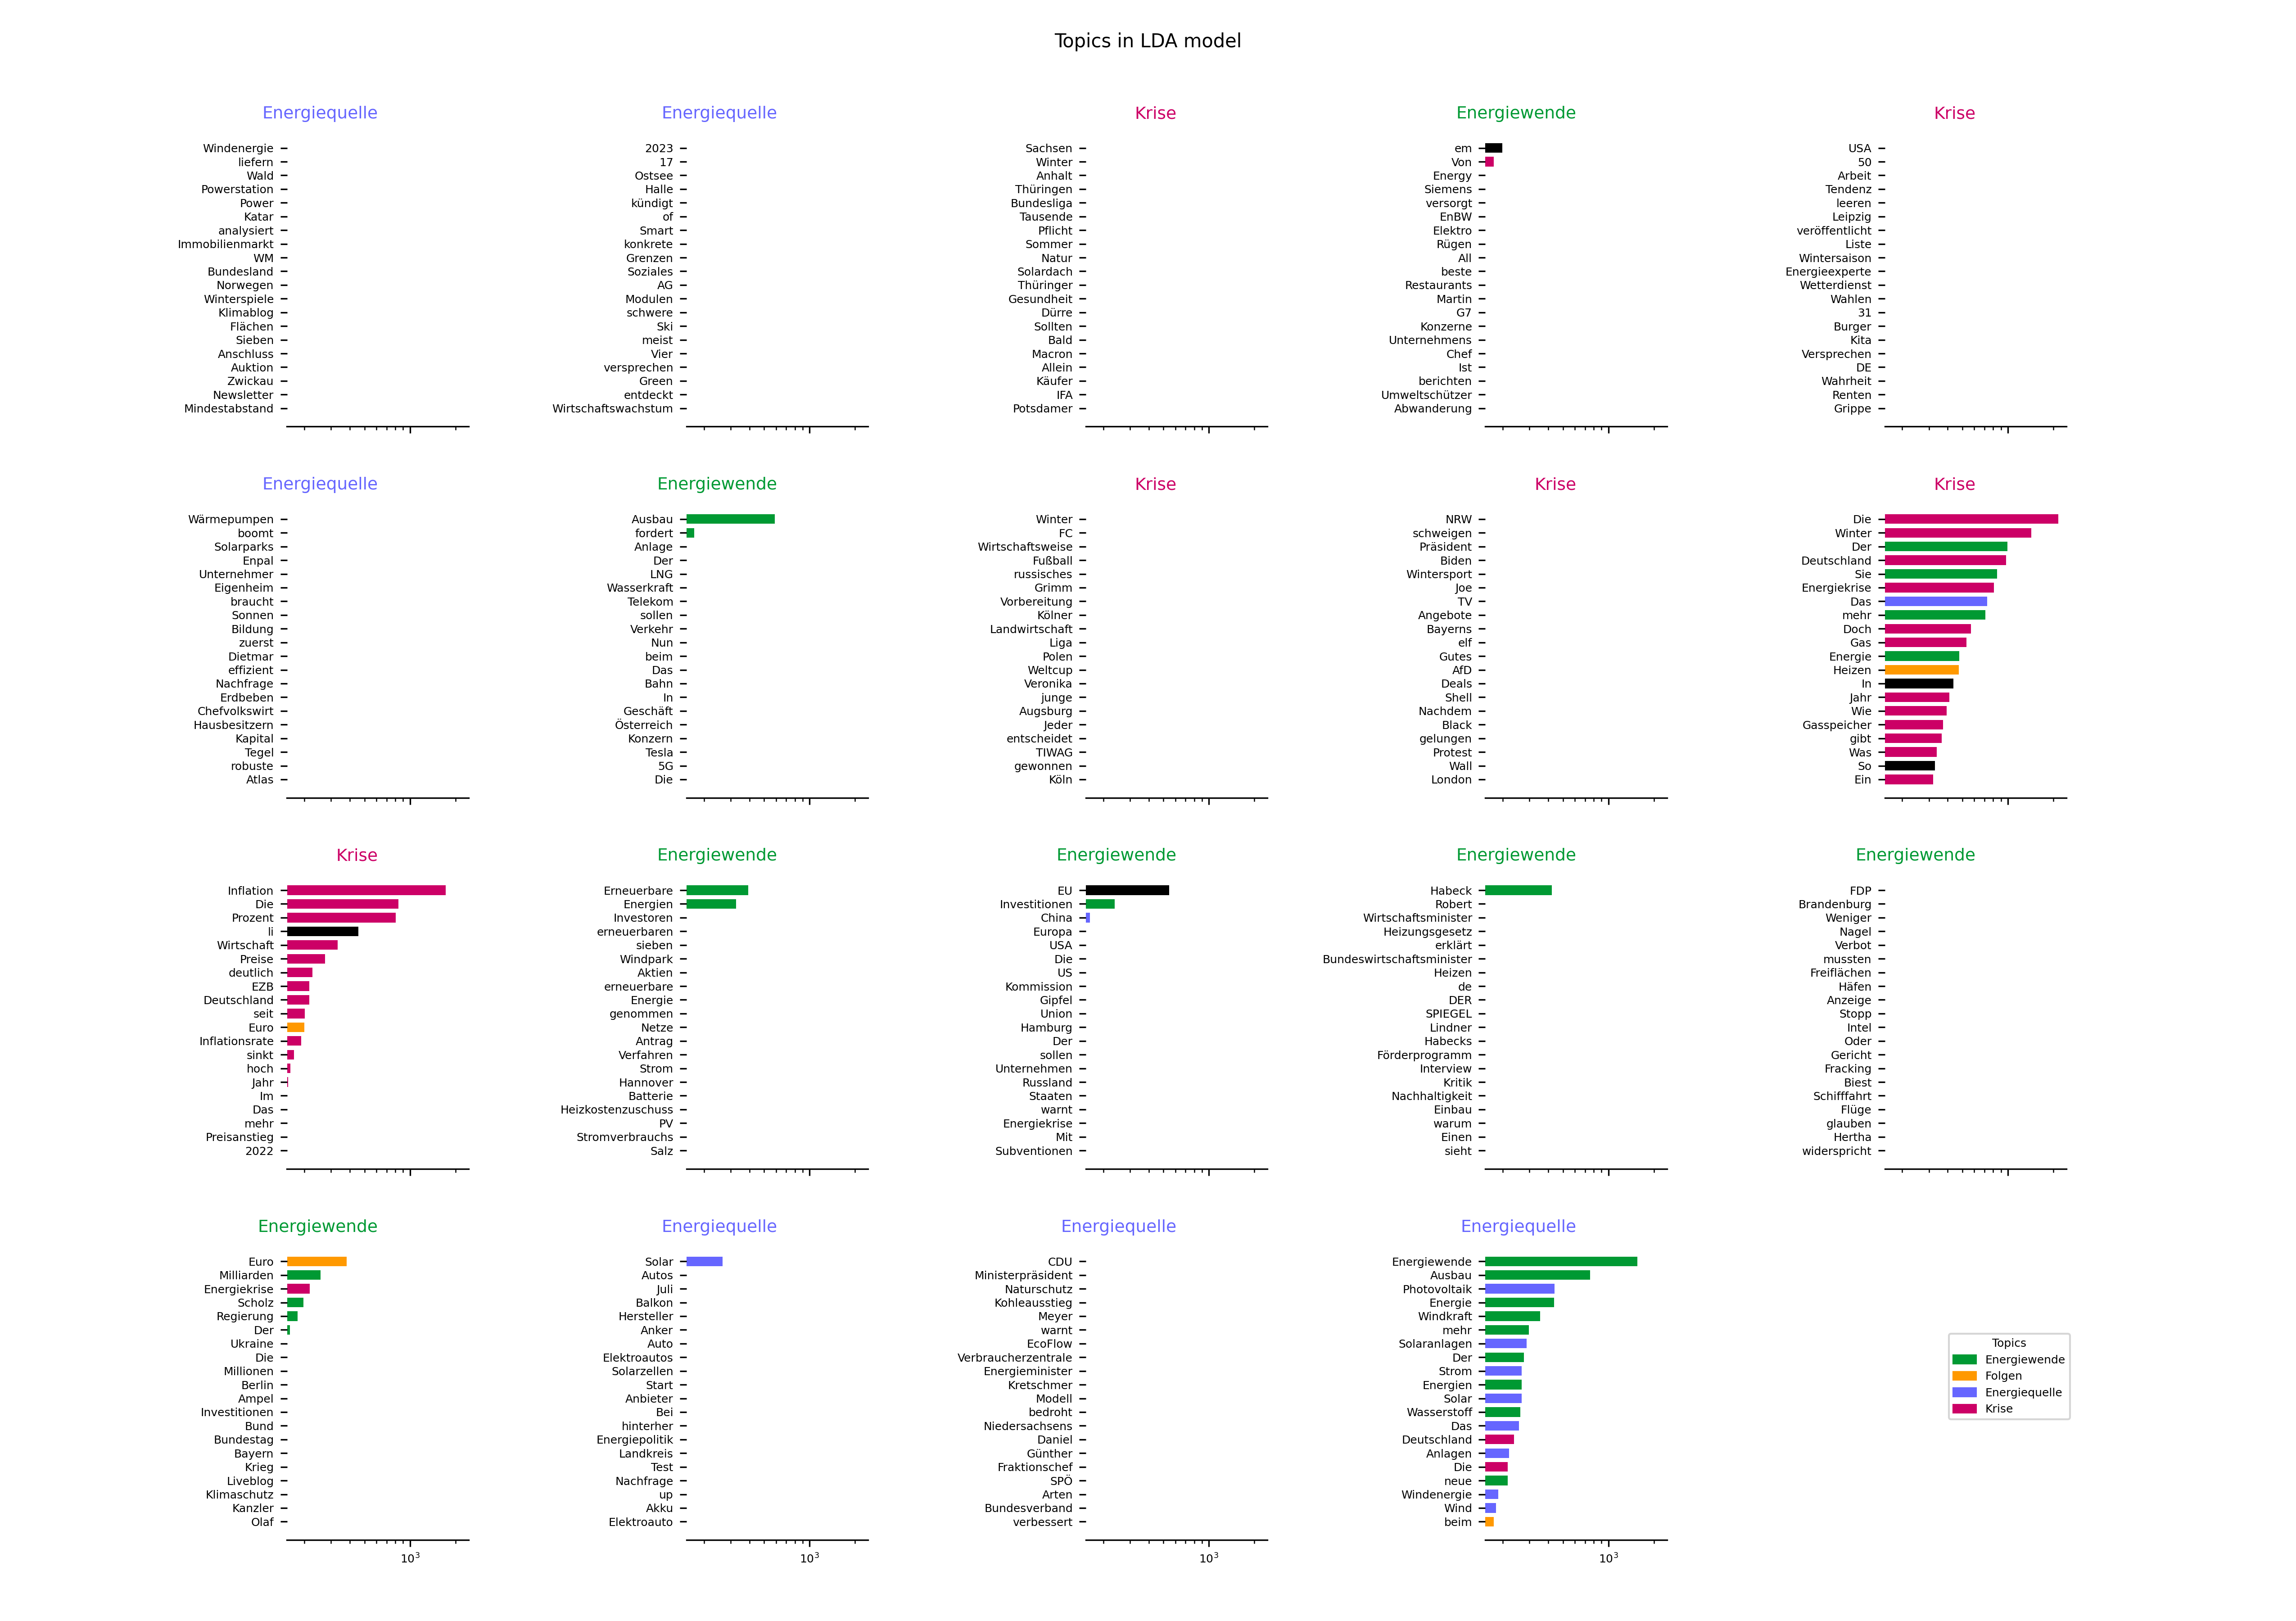 Topics in LDA model
Energiequelle
Windenergie
liefern
Wald
Powerstation
Power
Katar
analysiert
Immobilienmarkt
WM
Bundesland
Norwegen
Winterspiele
Klimablog
Flächen
Sieben
Anschluss
Auktion
Zwickau
Newsletter
Mindestabstand
Energiequelle
2023
17
Ostsee
Halle
kündigt
of
Smart
konkrete
Grenzen
Soziales
AG
Modulen
schwere
Ski
meist
Vier
versprechen
Green
entdeckt
Wirtschaftswachstum
Krise
Sachsen
Winter
Anhalt
Thüringen
Bundesliga
Tausende
Pflicht
Sommer
Natur
Solardach
Thüringer
Gesundheit
Dürre
Sollten
Bald
Macron
Allein
Käufer
IFA
Potsdamer
Energiewende
em
Von
Energy
Siemens
versorgt
EnBW
Elektro
Rügen
All
beste
Restaurants
Martin
G7
Konzerne
Unternehmens
Chef
Ist
berichten
Umweltschützer
Abwanderung
Krise
USA
50
Arbeit
Tendenz
leeren
Leipzig
veröffentlicht
Liste
Wintersaison
Energieexperte
Wetterdienst
Wahlen
31
Burger
Kita
Versprechen
DE
Wahrheit
Renten
Grippe
Energiequelle
Wärmepumpen
boomt
Solarparks
Enpal
Unternehmer
Eigenheim
braucht
Sonnen
Bildung
zuerst
Dietmar
effizient
Nachfrage
Erdbeben
Chefvolkswirt
Hausbesitzern
Kapital
Tegel
robuste
Atlas
Energiewende
Ausbau
fordert
Anlage
Der
LNG
Wasserkraft
Telekom
sollen
Verkehr
Nun
beim
Das
Bahn
In
Geschäft
Österreich
Konzern
Tesla
5G
Die
Krise
Winter
FC
Wirtschaftsweise
Fußball
russisches
Grimm
Vorbereitung
Kölner
Landwirtschaft
Liga
Polen
Weltcup
Veronika
junge
Augsburg
Jeder
entscheidet
TIWAG
gewonnen
Köln
Krise
NRW
schweigen
Präsident
Biden
Wintersport
Joe
TV
Angebote
Bayerns
elf
Gutes
AfD
Deals
Shell
Nachdem
Black
gelungen
Protest
Wall
London
Krise
Die
Winter
Der
Deutschland
Sie
Energiekrise
Das
mehr
Doch
Gas
Energie
Heizen
In
Jahr
Wie
Gasspeicher
gibt
Was
So
Ein
Krise
Inflation
Die
Prozent
li
Wirtschaft
Preise
deutlich
EZB
Deutschland
seit
Euro
Inflationsrate
sinkt
hoch
Jahr
Im
Das
mehr
Preisanstieg
2022
Energiewende
Erneuerbare
Energien
Investoren
erneuerbaren
sieben
Windpark
Aktien
erneuerbare
Energie
genommen
Netze
Antrag
Verfahren
Strom
Hannover
Batterie
Heizkostenzuschuss
PV
Stromverbrauchs
Salz
Energiewende
EU
Investitionen
China
Europa
USA
Die
US
Kommission
Gipfel
Union
Hamburg
Der
sollen
Unternehmen
Russland
Staaten
warnt
Energiekrise
Mit
Subventionen
Energiewende
Habeck
Robert
Wirtschaftsminister
Heizungsgesetz
erklärt
Bundeswirtschaftsminister
Heizen
de
DER
SPIEGEL
Lindner
Habecks
Förderprogramm
Interview
Kritik
Nachhaltigkeit
Einbau
warum
Einen
sieht
Energiewende
FDP
Brandenburg
Weniger
Nagel
Verbot
mussten
Freiflächen
Häfen
Anzeige
Stopp
Intel
Oder
Gericht
Fracking
Biest
Schifffahrt
Flüge
glauben
Hertha
widerspricht
Energiewende
Euro
Milliarden
Energiekrise
Scholz
Regierung
Der
Ukraine
Die
Millionen
Berlin
Ampel
Investitionen
Bund
Bundestag
Bayern
Krieg
Liveblog
Klimaschutz
Kanzler
Olaf
10³
Energiequelle
Solar
Autos
Juli
Balkon
Hersteller
Anker
Auto
Elektroautos
Solarzellen
Start
Anbieter
Bei
hinterher
Energiepolitik
Landkreis
Test
Nachfrage
up
Akku
Elektroauto
10³
Energiequelle
CDU
Ministerpräsident
Naturschutz
Kohleausstieg
Meyer
warnt
EcoFlow
Verbraucherzentrale
Energieminister
Kretschmer
Modell
bedroht
Niedersachsens
Daniel
Günther
Fraktionschef
SPÖ
Arten
Bundesverband
verbessert
10³
Energiequelle
Energiewende
Ausbau
Photovoltaik
Energie
Windkraft
mehr
Solaranlagen
Der
Strom
Energien
Solar
Wasserstoff
Das
Deutschland
Anlagen
Die
neue
Windenergie
Wind
beim
10³
Topics
Energiewende
Folgen
Energiequelle
Krise